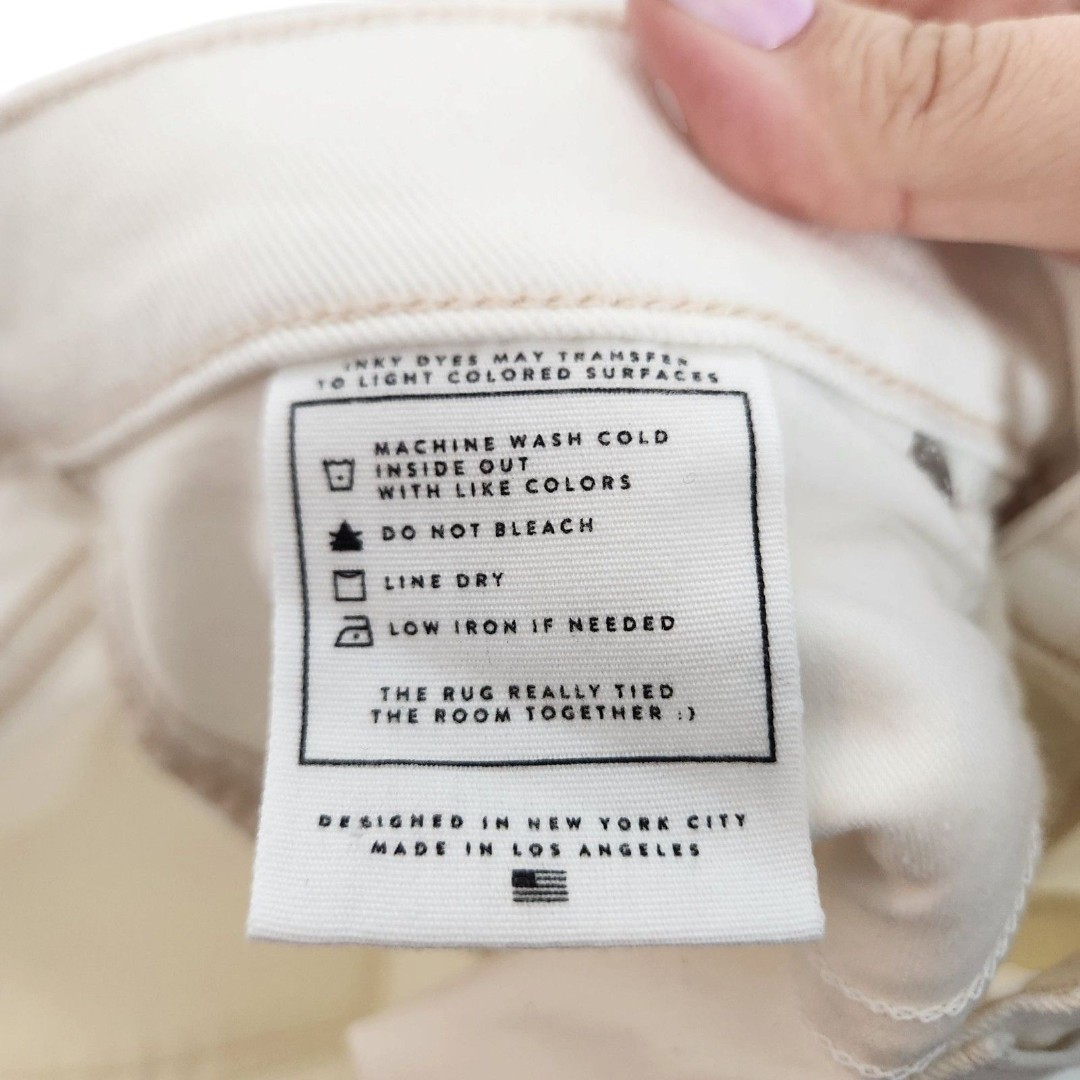 INKY DYES MAY TRANSFER
TO LIGHT COLORED SURFACES
MACHINE WASH COLD
INSIDE OUT
WITH LIKE COLORS
DO NOT BLEACH
LINE DRY
LOW IRON IF NEEDED
THE RUG REALLY TIED
THE ROOM TOGETHER :)
DESIGNED IN NEW YORK CITY
MADE IN LOS ANGELES